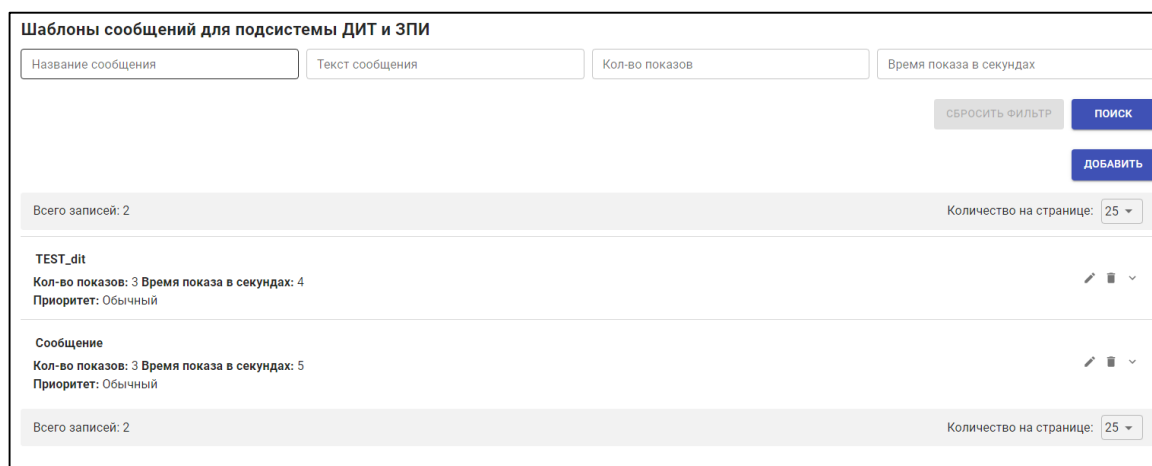 Шаблоны сообщений для подсистемы ДИТ и ЗПИ
Название сообщения Текст сообщения Кол-во показов Время показа в секундах
СБРОСИТЬ ФИЛЬТР ПОИСК
ДОБАВИТЬ
Всего записей: 2 Количество на странице: 25
TEST_dit
Кол-во показов: 3 Время показа в секундах: 4
Приоритет: Обычный
Сообщение
Кол-во показов: 3 Время показа в секундах: 5
Приоритет: Обычный
Всего записей: 2 Количество на странице: 25